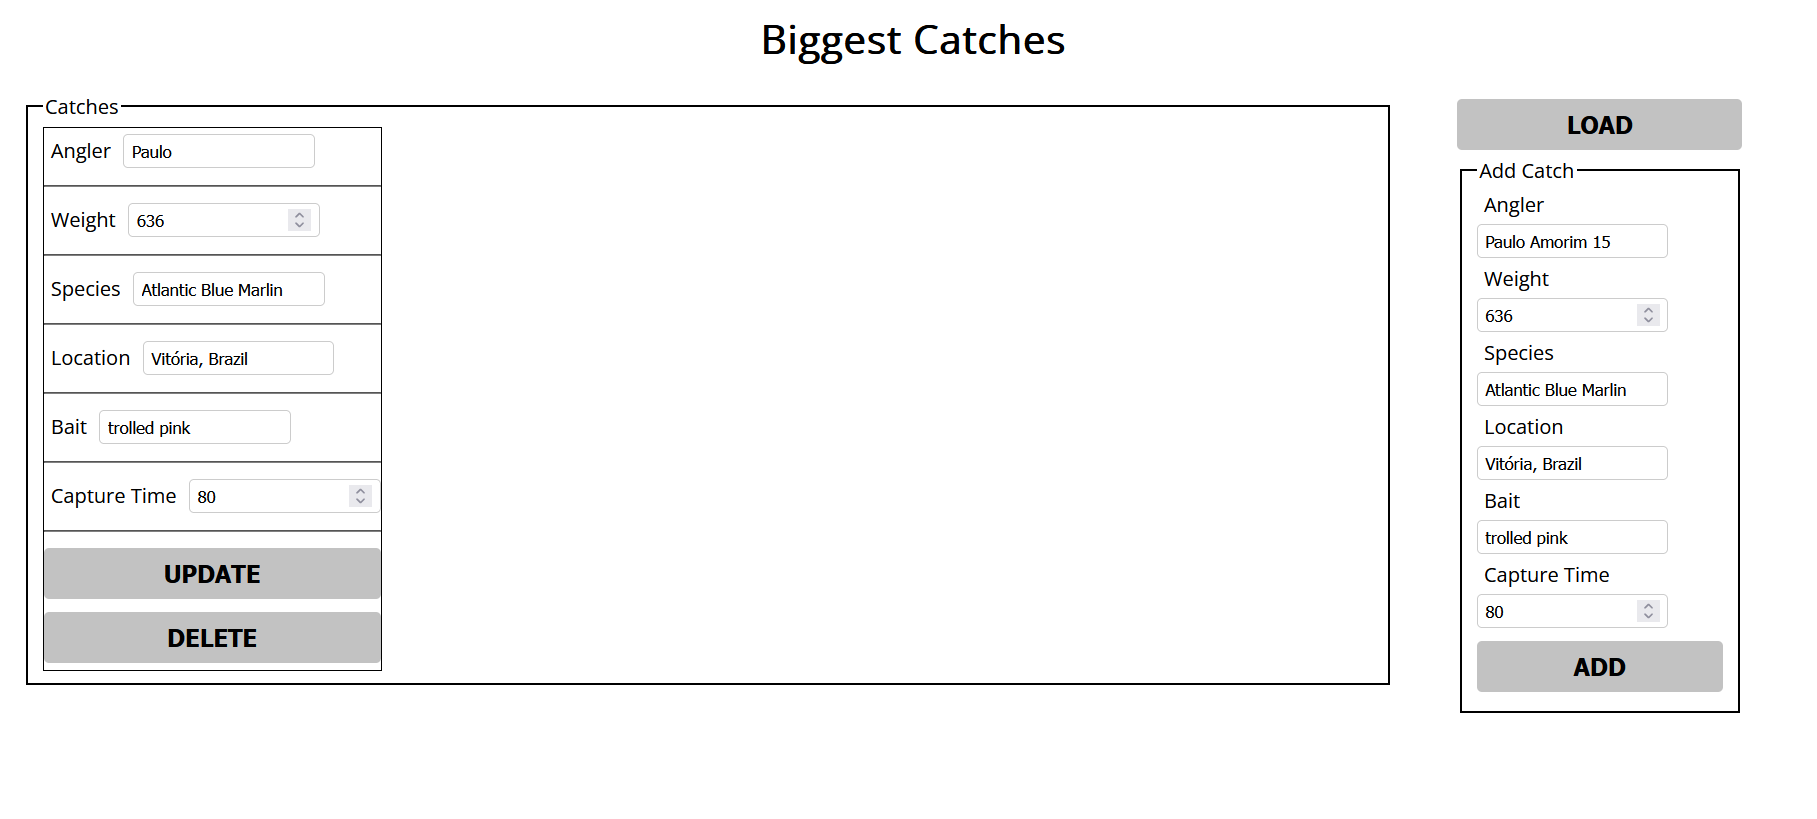 Biggest Catches
Catches
Angler Paulo
Weight 636
Species Atlantic Blue Marlin
Location Vitória, Brazil
Bait trolled pink
Capture Time 80
UPDATE
DELETE
LOAD
Add Catch
Angler
Paulo Amorim 15
Weight
636
Species
Atlantic Blue Marlin
Location
Vitória, Brazil
Bait
trolled pink
Capture Time
80
ADD